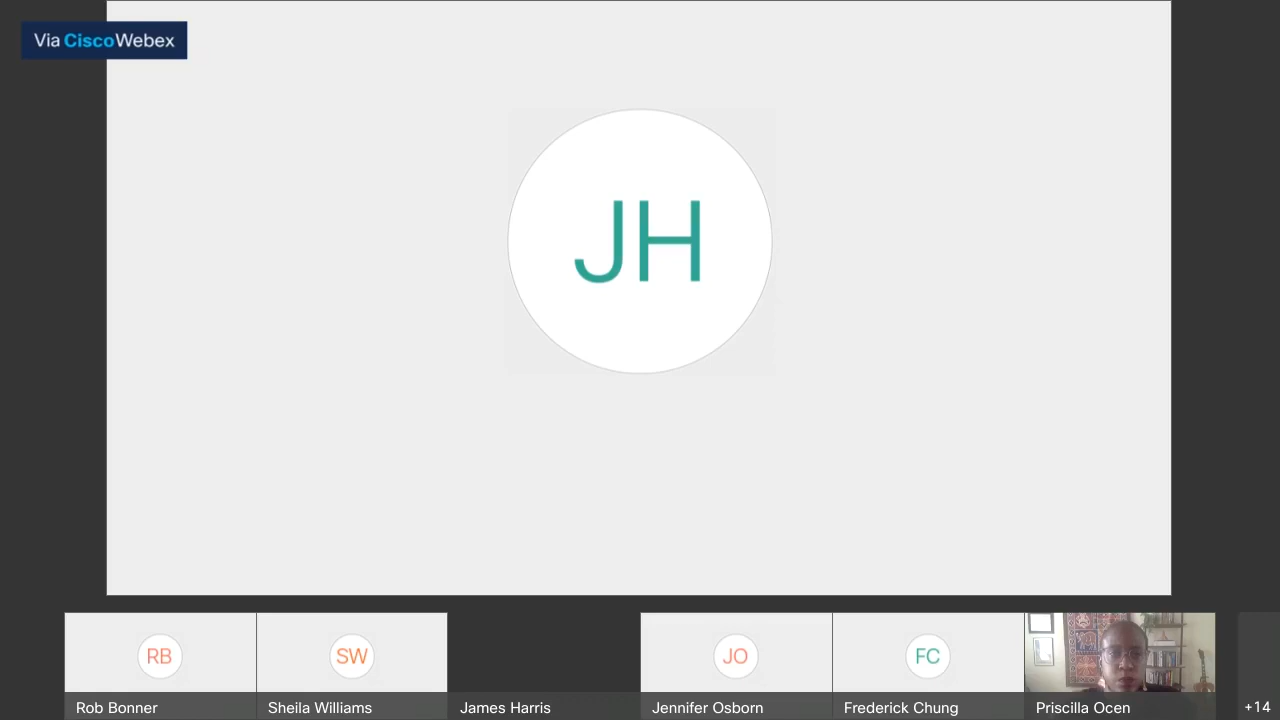 Via CiscoWebex
JH
RB
SW
JO
FC
Rob Bonner
Sheila Williams
James Harris
Jennifer Osborn
Frederick Chung
Priscilla Ocen
+14